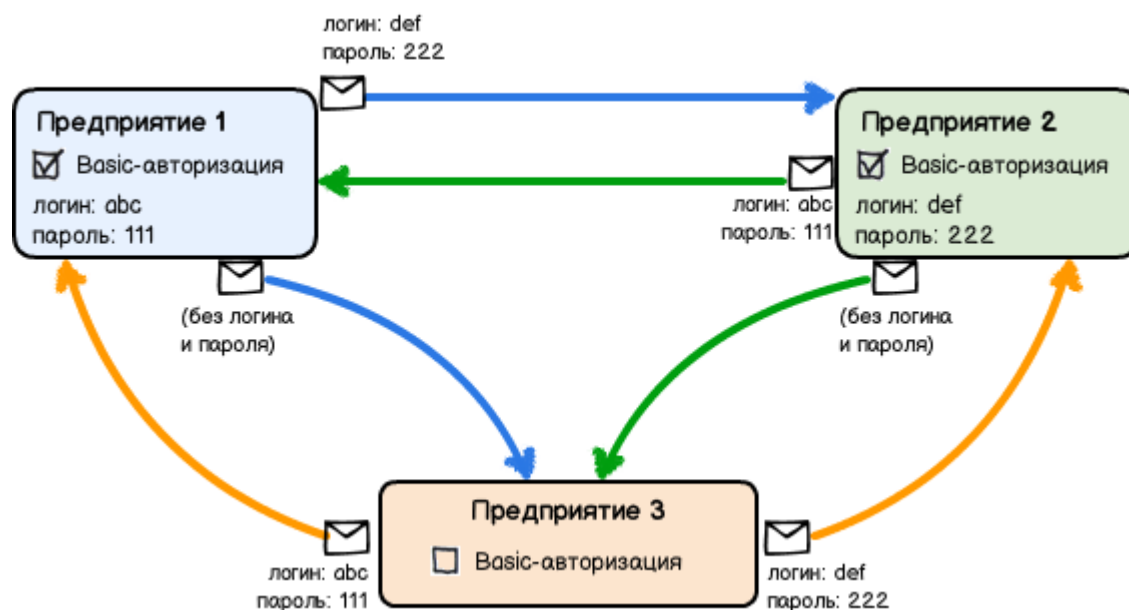 логин: def
пароль: 222
Предприятие 1
Basic-авторизация
логин: abc
пароль: 111
Предприятие 2
Basic-авторизация
логин: def
пароль: 222
логин: abc
пароль: 111
(без логина
и пароля)
(без логина
и пароля)
Предприятие 3
Basic-авторизация
логин: abc
пароль: 111
логин: def
пароль: 222